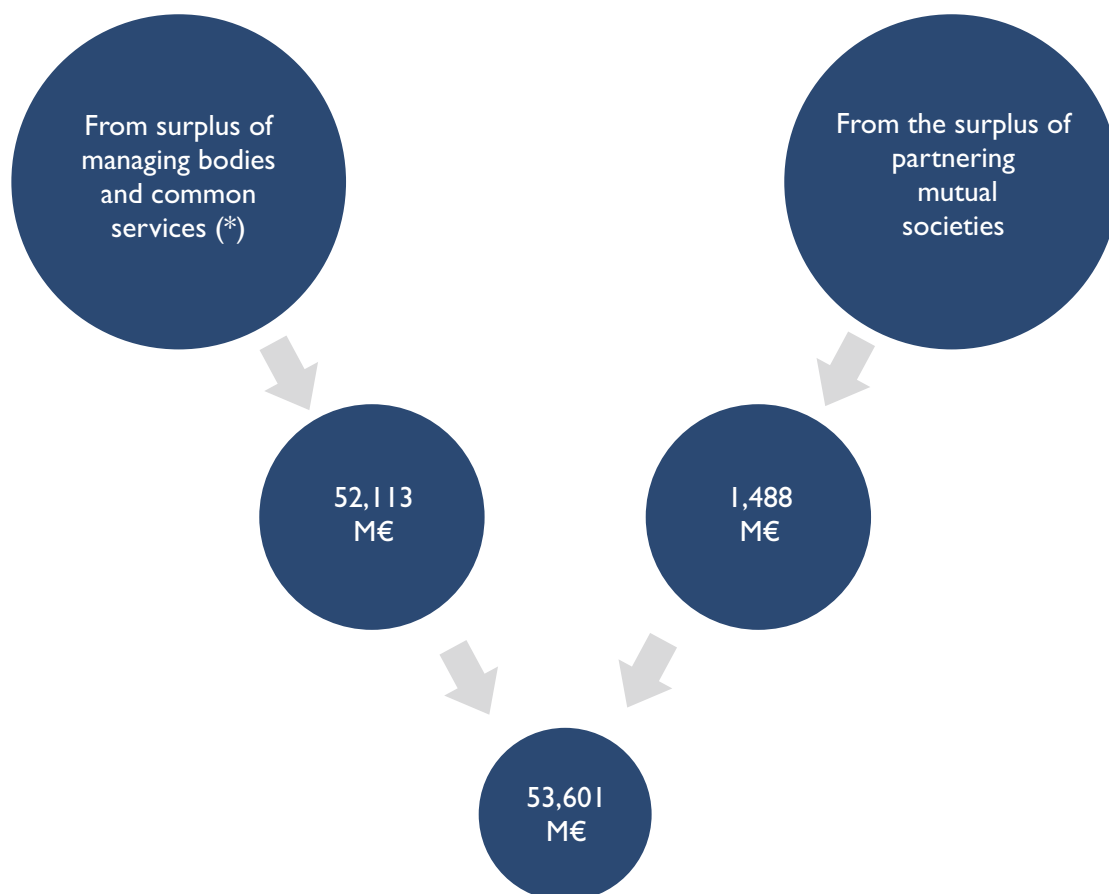 From surplus of
managing bodies
and common
services (*)
From the surplus of
partnering
mutual
societies
52,113
M€
1,488
M€
53,601
M€